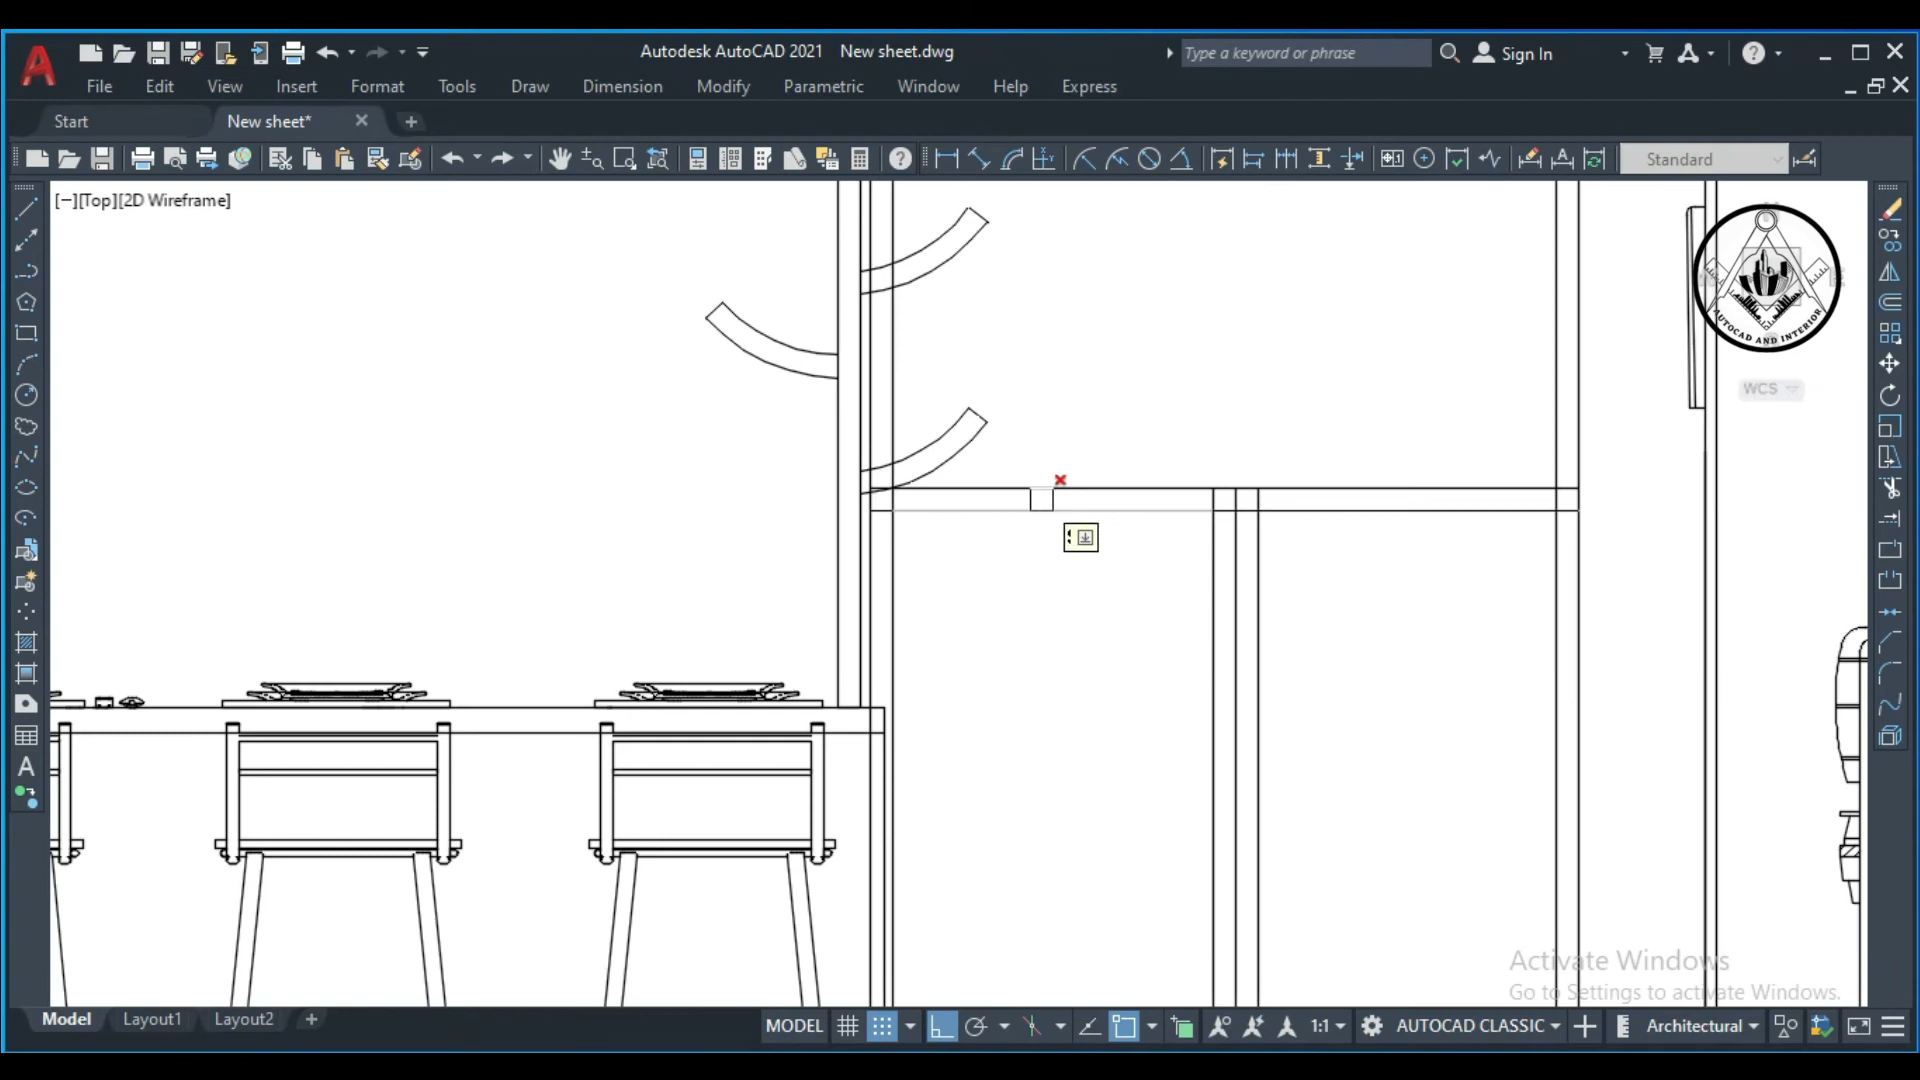 Autodesk AutoCAD 2021 New sheet.dwg
Type a keyword or phrase
Sign In
File Edit View Insert Format Tools Draw Dimension Modify Parametric Window Help Express
Start New sheet*
Standard
[−][Top][2D Wireframe]
AUTOCAD AND INTERIOR
WCS
Activate Windows
Go to Settings to activate Windows.
Model Layout1 Layout2
MODEL 1:1 AUTOCAD CLASSIC Architectural